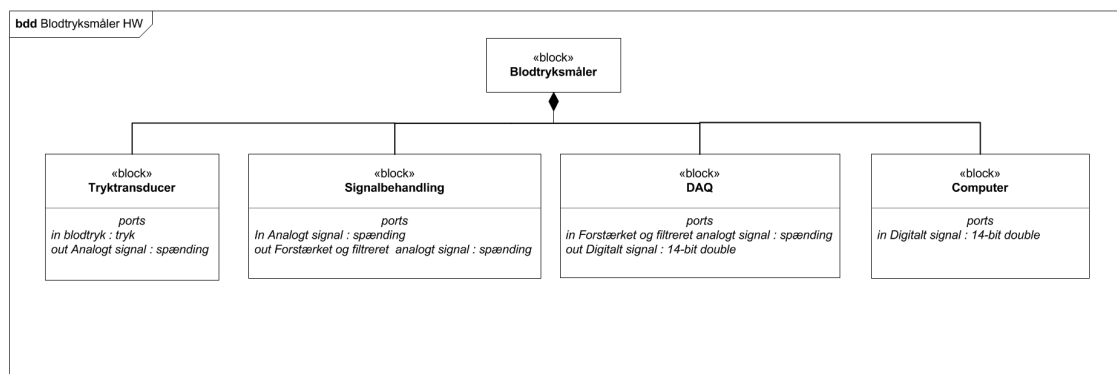 bdd Blodtryksmåler HW
«block»
Blodtryksmåler
«block»
Tryktransducer
ports
in blodtryk : tryk
out Analogt signal : spænding
«block»
Signalbehandling
ports
In Analogt signal : spænding
out Forstærket og filtreret analogt signal : spænding
«block»
DAQ
ports
in Forstærket og filtreret analogt signal : spænding
out Digitalt signal : 14-bit double
«block»
Computer
ports
in Digitalt signal : 14-bit double